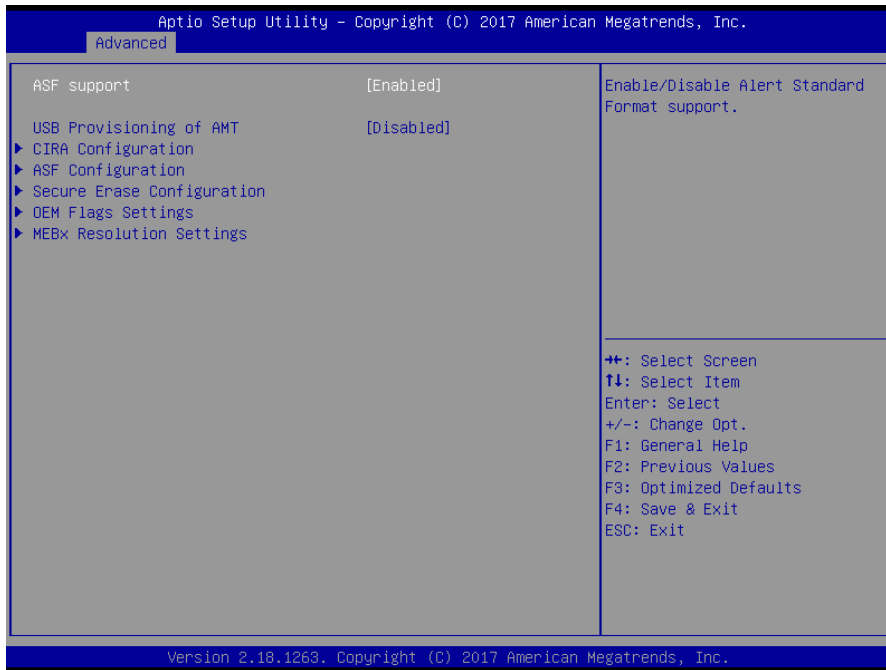 Aptio Setup Utility – Copyright (C) 2017 American Megatrends, Inc.
Advanced
ASF support [Enabled]
USB Provisioning of AMT [Disabled]
CIRA Configuration
ASF Configuration
Secure Erase Configuration
OEM Flags Settings
MEBx Resolution Settings
Enable/Disable Alert Standard
Format support.
→←: Select Screen
↑↓: Select Item
Enter: Select
+/-: Change Opt.
F1: General Help
F2: Previous Values
F3: Optimized Defaults
F4: Save & Exit
ESC: Exit
Version 2.18.1263. Copyright (C) 2017 American Megatrends, Inc.